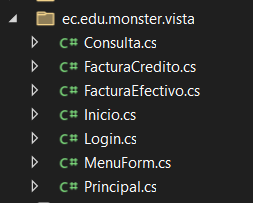 ec.edu.monster.vista
C# Consulta.cs
C# FacturaCredito.cs
C# FacturaEfectivo.cs
C# Inicio.cs
C# Login.cs
C# MenuForm.cs
C# Principal.cs